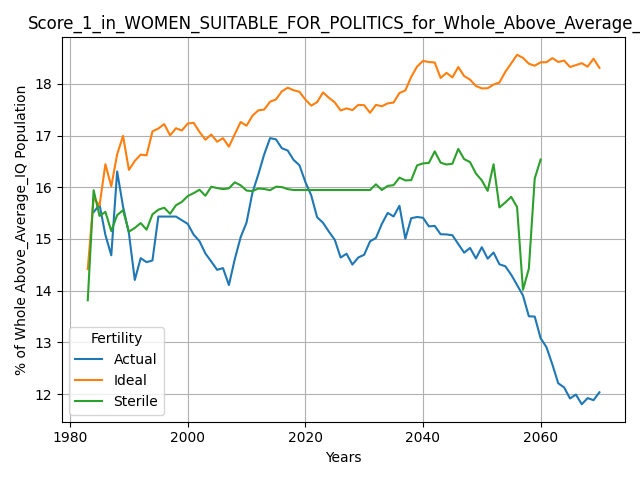 Score_1_in_WOMEN_SUITABLE_FOR_POLITICS_for_Whole_Above_Average_
% of Whole Above_Average_IQ Population
18
17
16
15
14
13
12
Fertility
Actual
Ideal
Sterile
1980
2000
2020
2040
2060
Years